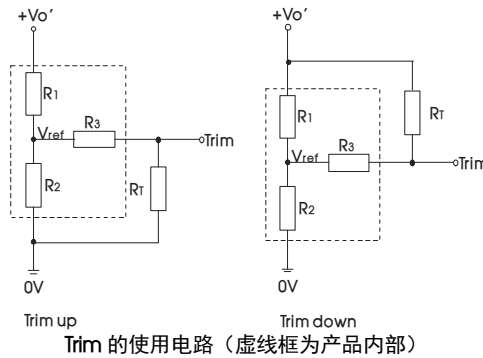 +Vo'
R1
Vref
R3
Trim
R2
RT
0V
Trim up
+Vo'
RT
R1
Vref
R3
Trim
R2
0V
Trim down
Trim 的使用电路（虚线框为产品内部）